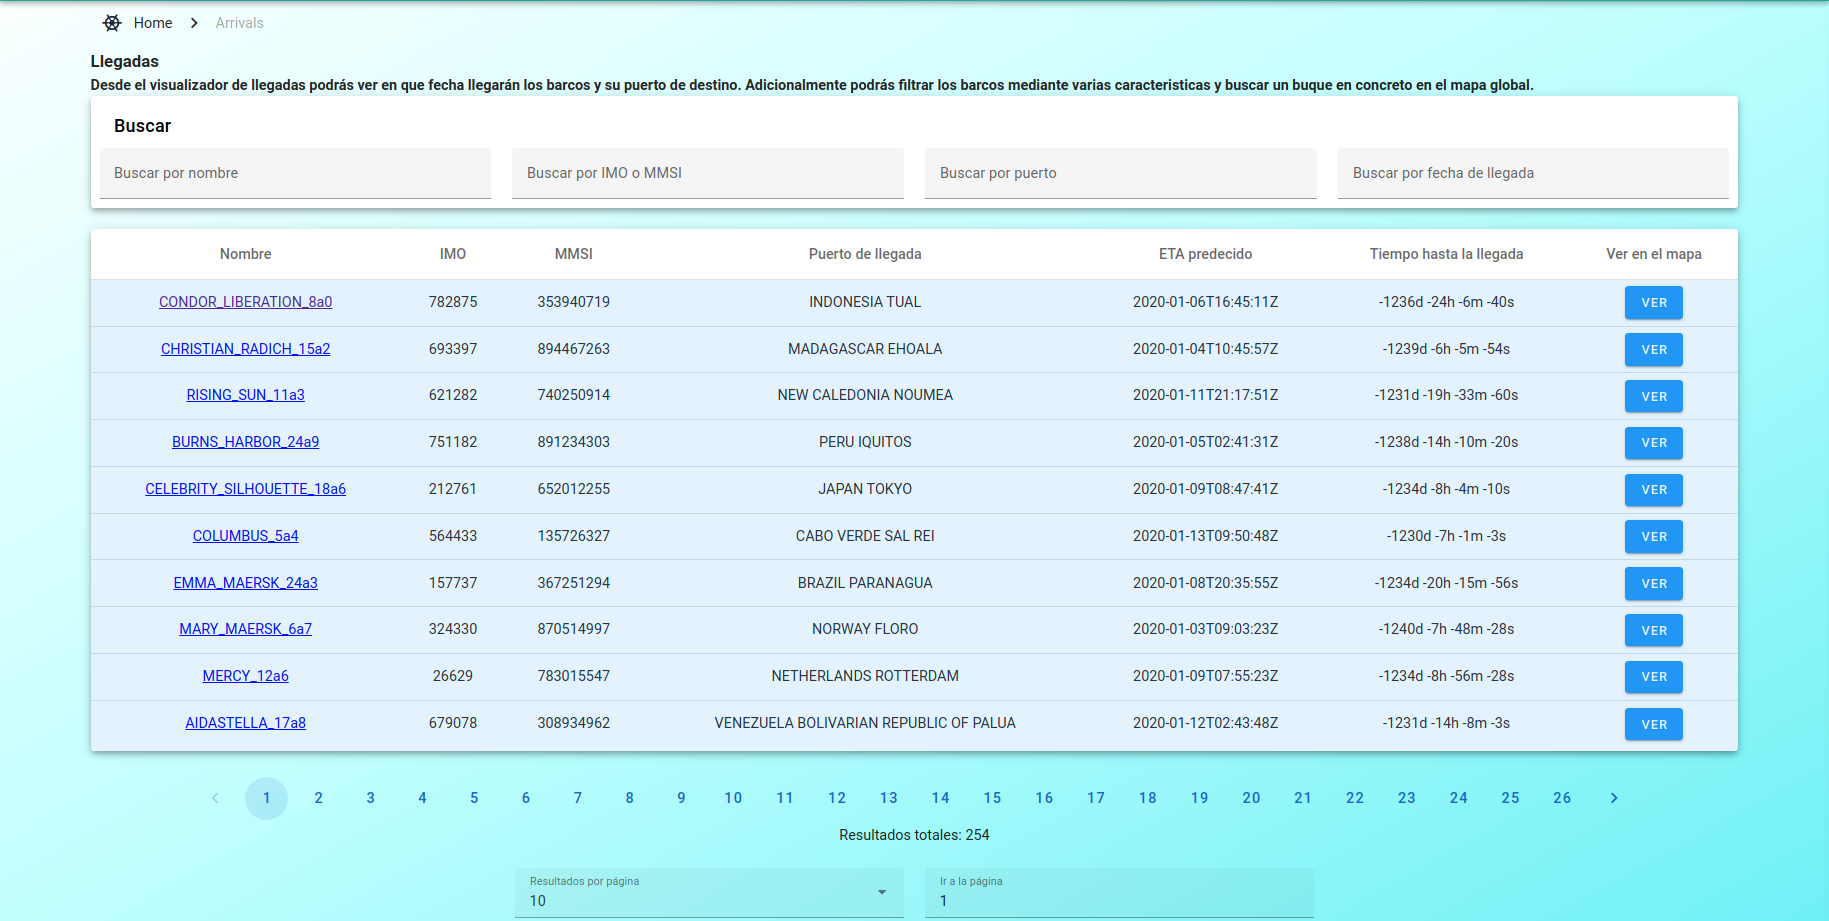 Home > Arrivals
Llegadas
Desde el visualizador de llegadas podrás ver en que fecha llegarán los barcos y su puerto de destino. Adicionalmente podrás filtrar los barcos mediante varias caracteristicas y buscar un buque en concreto en el mapa global.
Buscar
Buscar por nombre Buscar por IMO o MMSI Buscar por puerto Buscar por fecha de llegada
Nombre IMO MMSI Puerto de llegada ETA predecido Tiempo hasta la llegada Ver en el mapa
CONDOR_LIBERATION_8a0 782875 353940719 INDONESIA TUAL 2020-01-06T16:45:11Z -1236d -24h -6m -40s VER
CHRISTIAN_RADICH_15a2 693397 894467263 MADAGASCAR EHOALA 2020-01-04T10:45:57Z -1239d -6h -5m -54s VER
RISING_SUN_11a3 621282 740250914 NEW CALEDONIA NOUMEA 2020-01-11T21:17:51Z -1231d -19h -33m -60s VER
BURNS_HARBOR_24a9 751182 891234303 PERU IQUITOS 2020-01-05T02:41:31Z -1238d -14h -10m -20s VER
CELEBRITY_SILHOUETTE_18a6 212761 652012255 JAPAN TOKYO 2020-01-09T08:47:41Z -1234d -8h -4m -10s VER
COLUMBUS_5a4 564433 135726327 CABO VERDE SAL REI 2020-01-13T09:50:48Z -1230d -7h -1m -3s VER
EMMA_MAERSK_24a3 157737 367251294 BRAZIL PARANAGUA 2020-01-08T20:35:55Z -1234d -20h -15m -56s VER
MARY_MAERSK_6a7 324330 870514997 NORWAY FLORO 2020-01-03T09:03:23Z -1240d -7h -48m -28s VER
MERCY_12a6 26629 783015547 NETHERLANDS ROTTERDAM 2020-01-09T07:55:23Z -1234d -8h -56m -28s VER
AIDASTELLA_17a8 679078 308934962 VENEZUELA BOLIVARIAN REPUBLIC OF PALUA 2020-01-12T02:43:48Z -1231d -14h -8m -3s VER
< 1 2 3 4 5 6 7 8 9 10 11 12 13 14 15 16 17 18 19 20 21 22 23 24 25 26 >
Resultados totales: 254
Resultados por página Ir a la página
10 1